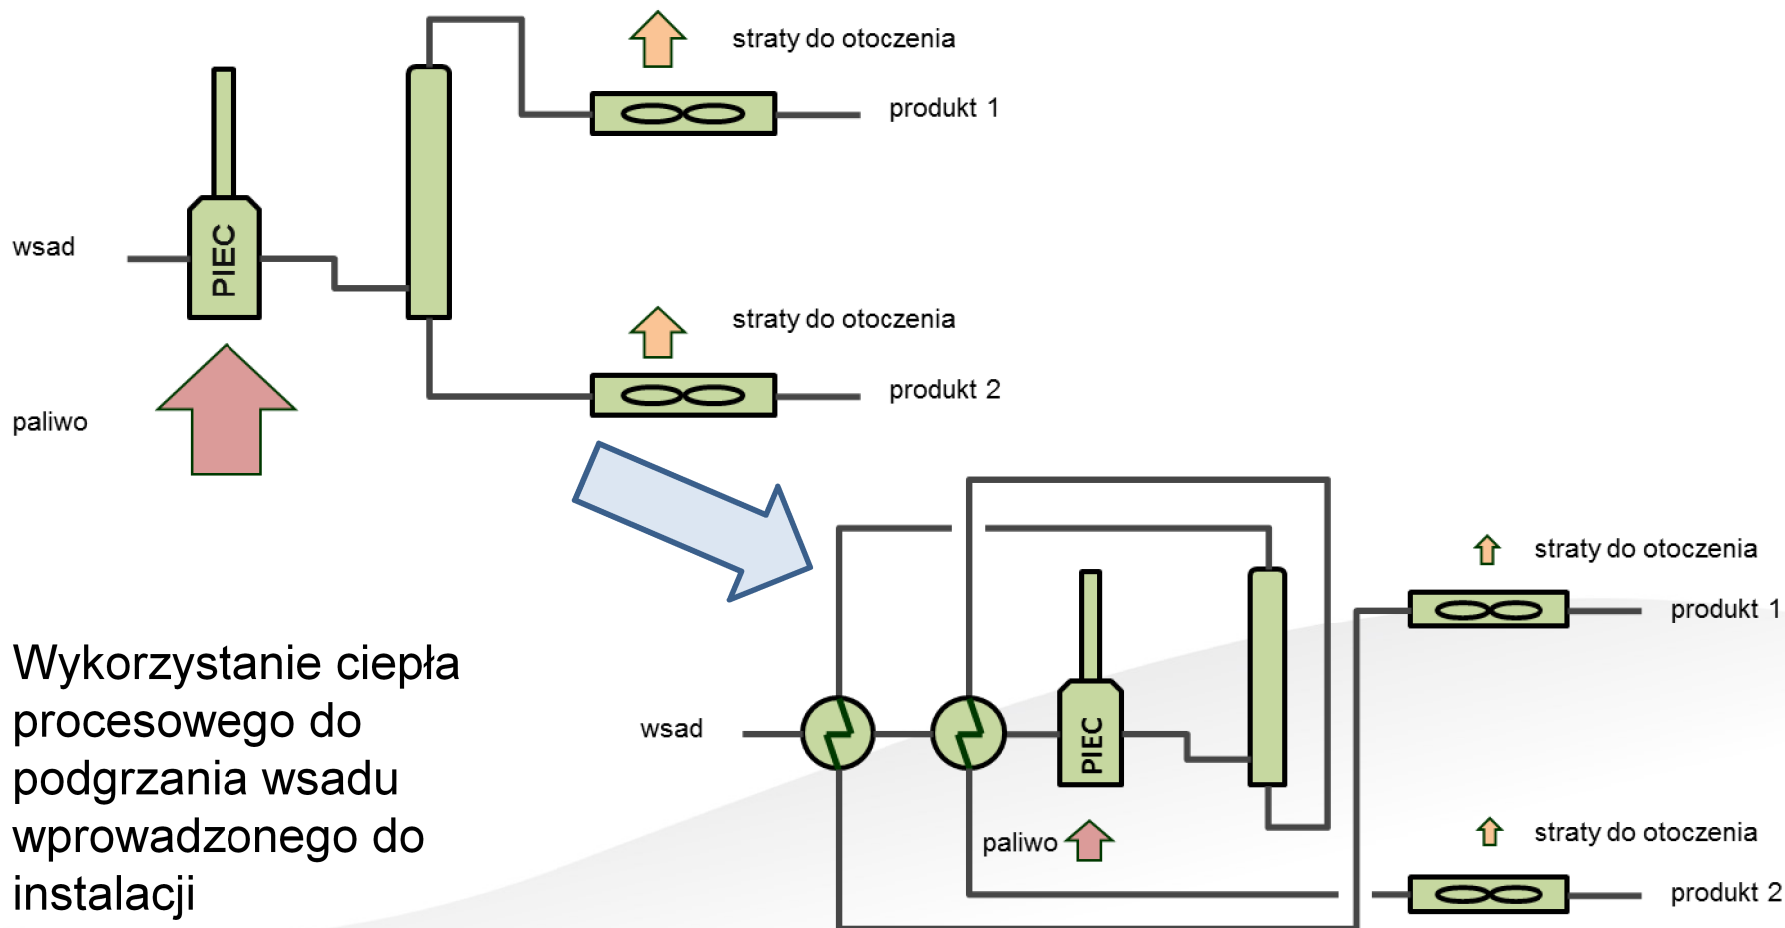 straty do otoczenia
produkt 1
wsad
PIEC
straty do otoczenia
produkt 2
paliwo
straty do otoczenia
produkt 1
wsad
PIEC
paliwo
straty do otoczenia
produkt 2
Wykorzystanie ciepła
procesowego do
podgrzania wsadu
wprowadzonego do
instalacji